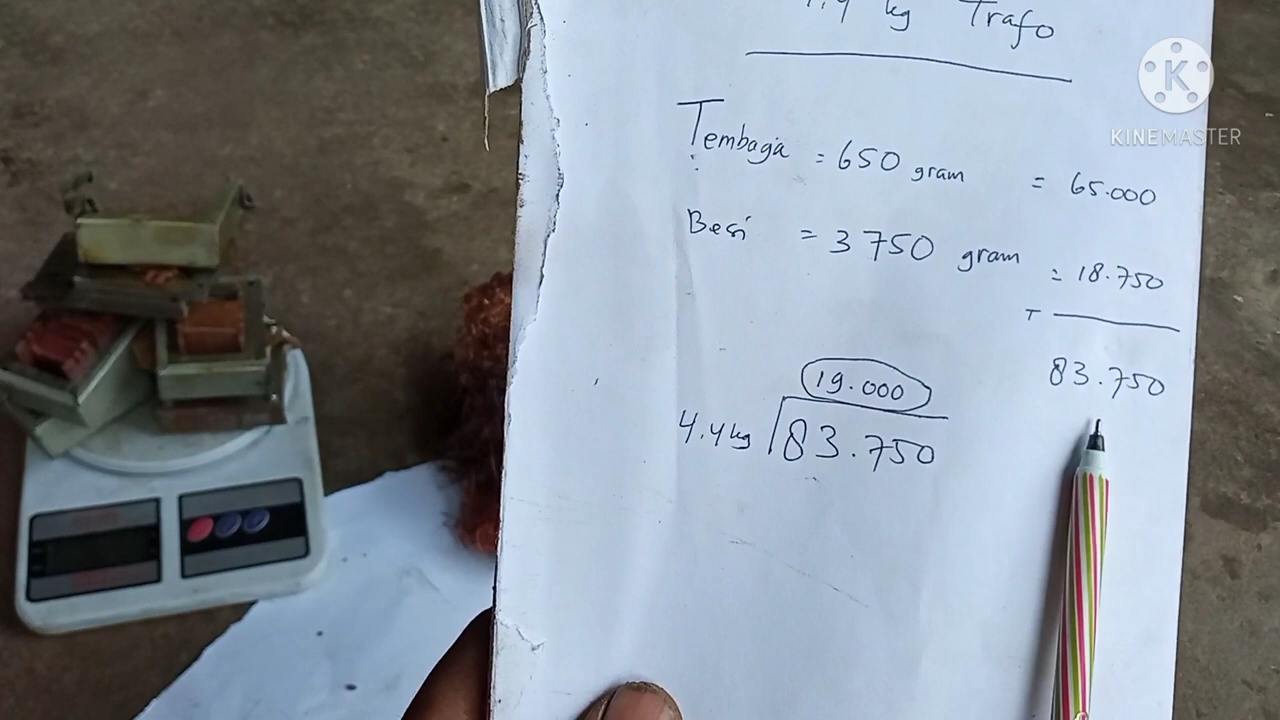 kg Trafo
Tembaga = 650 gram = 65.000
Besi = 3750 gram = 18.750
+
83.750
19.000
4.4kg 83.750
K
KINEMASTER